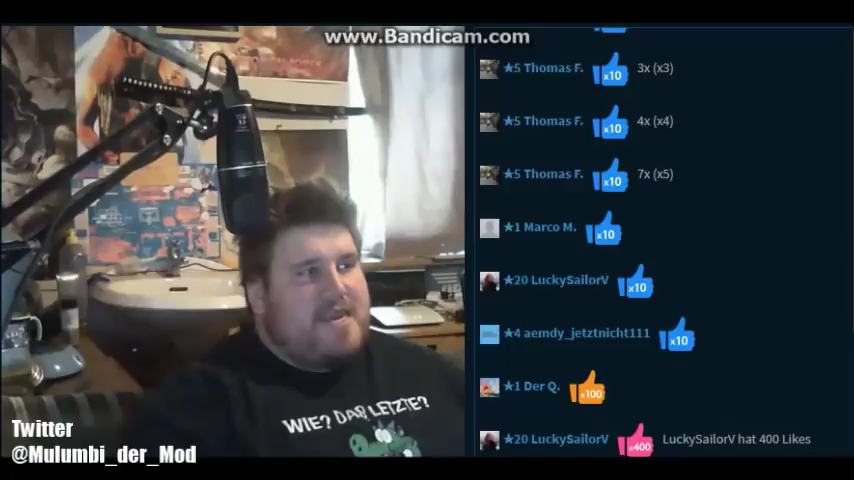 www.Bandicam.com
★5 Thomas F. x10 3x (x3)
★5 Thomas F. x10 4x (x4)
★5 Thomas F. x10 7x (x5)
★1 Marco M. x10
★20 LuckySailorV x10
★4 aemdy_jetztnicht111 x10
★1 Der Q. x100
★20 LuckySailorV x400 LuckySailorV hat 400 Likes
WIE? DAS LETZTE?
Twitter
@Mulumbi_der_Mod